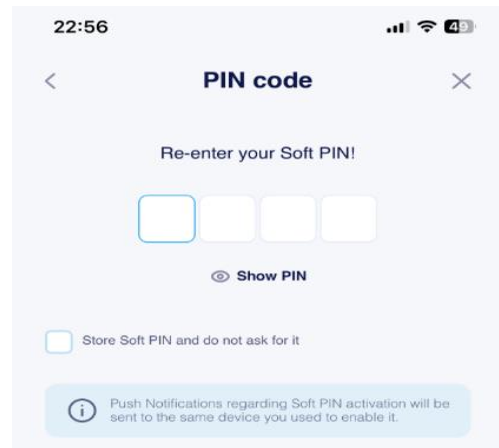 22:56
49
PIN code
Re-enter your Soft PIN!
Show PIN
Store Soft PIN and do not ask for it
Push Notifications regarding Soft PIN activation will be
sent to the same device you used to enable it.